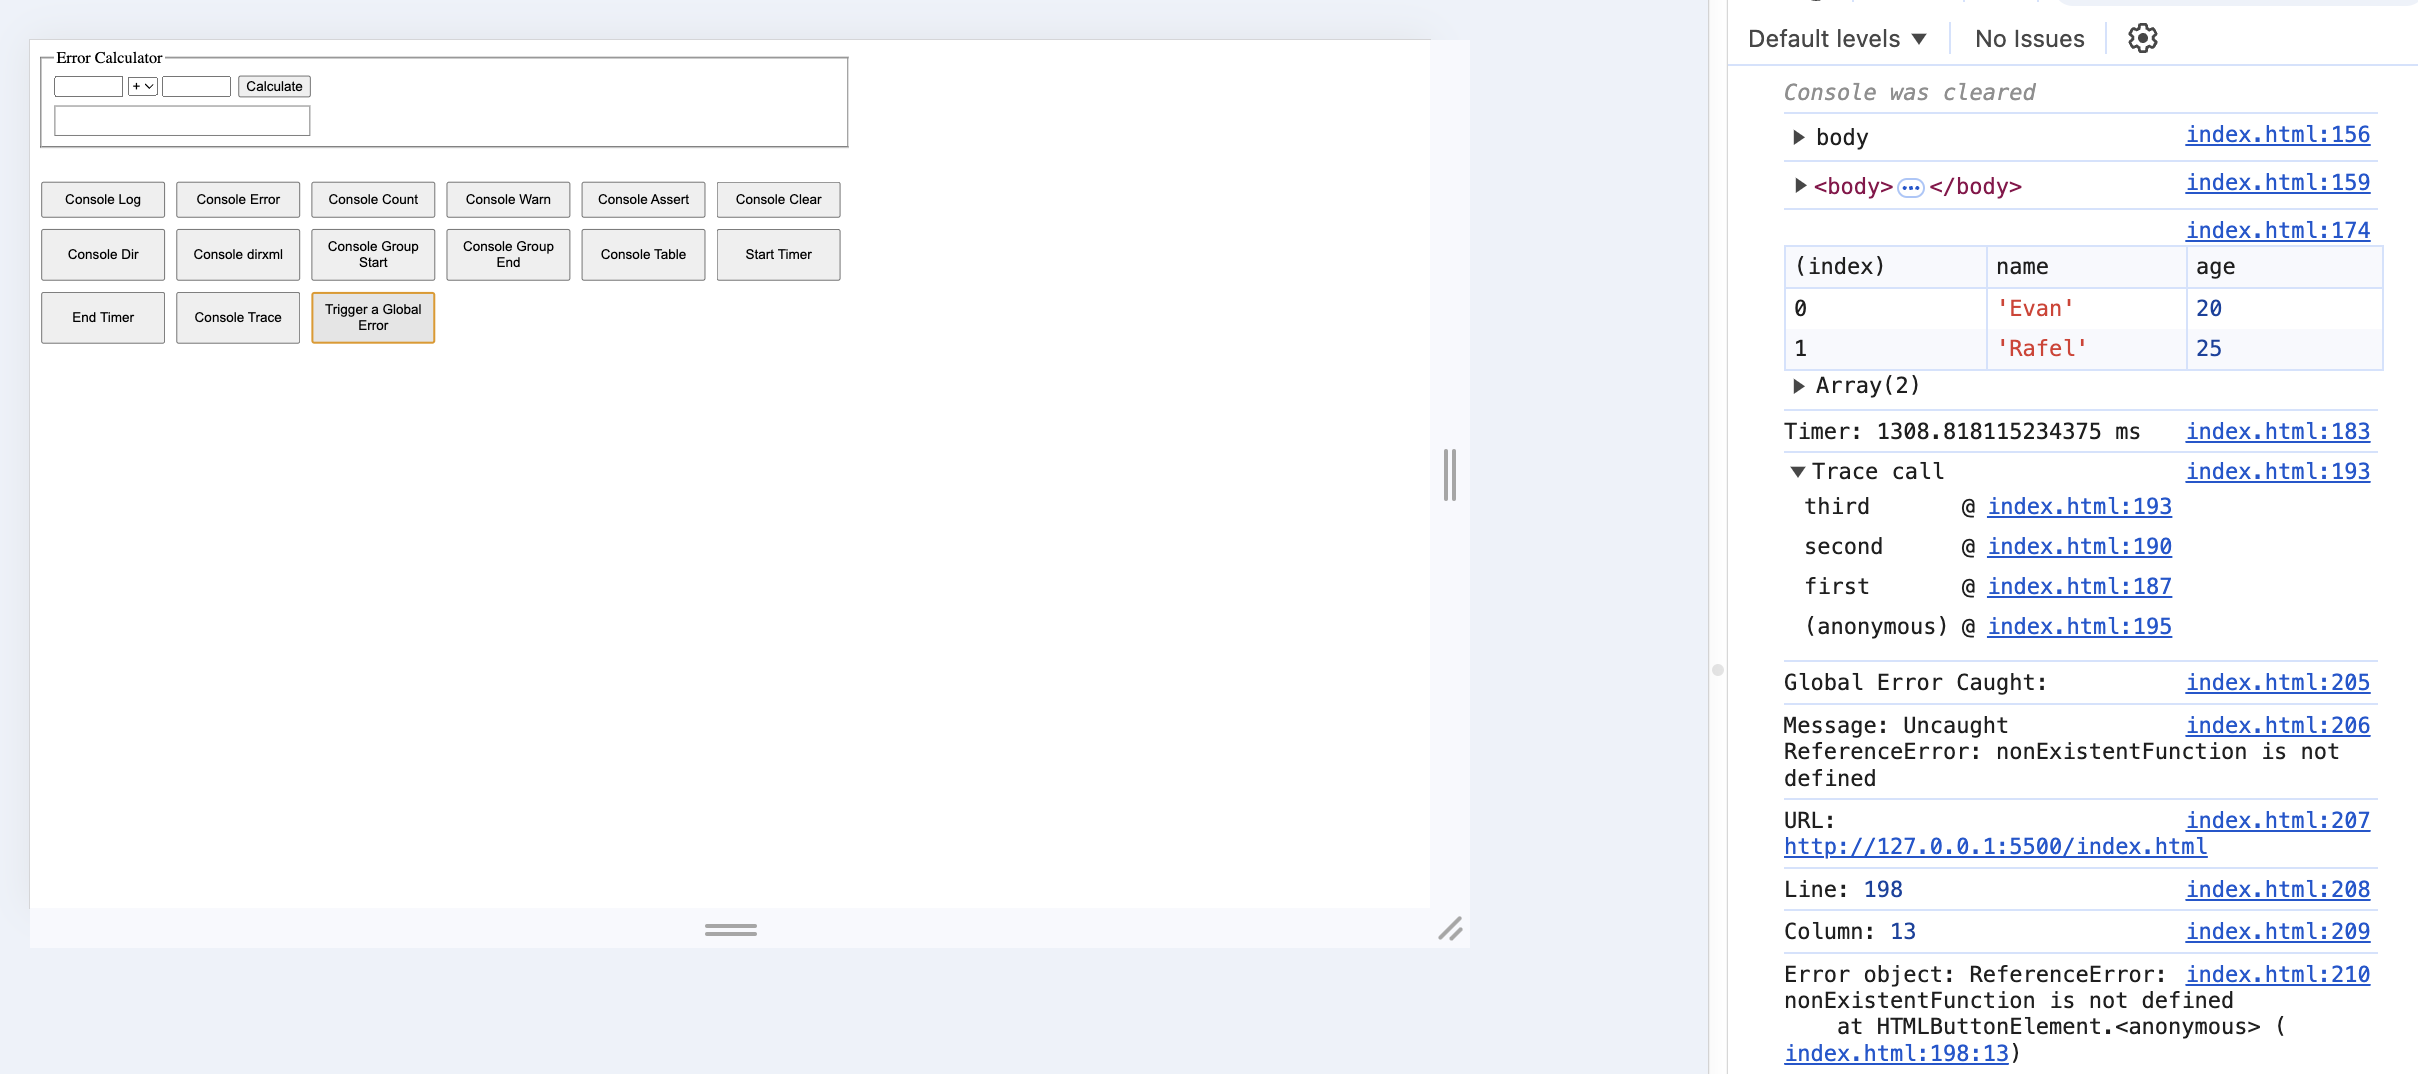 Error Calculator
+
Calculate
Console Log
Console Error
Console Count
Console Warn
Console Assert
Console Clear
Console Dir
Console dirxml
Console Group
Start
Console Group
End
Console Table
Start Timer
End Timer
Console Trace
Trigger a Global
Error
Default levels
No Issues
Console was cleared
body index.html:156
<body> ••• </body> index.html:159
index.html:174
(index) name age
0 'Evan' 20
1 'Rafel' 25
Array(2)
Timer: 1308.818115234375 ms index.html:183
Trace call index.html:193
third @ index.html:193
second @ index.html:190
first @ index.html:187
(anonymous) @ index.html:195
Global Error Caught: index.html:205
Message: Uncaught index.html:206
ReferenceError: nonExistentFunction is not
defined
URL: index.html:207
http://127.0.0.1:5500/index.html
Line: 198 index.html:208
Column: 13 index.html:209
Error object: ReferenceError: index.html:210
nonExistentFunction is not defined
at HTMLButtonElement.<anonymous> (
index.html:198:13)